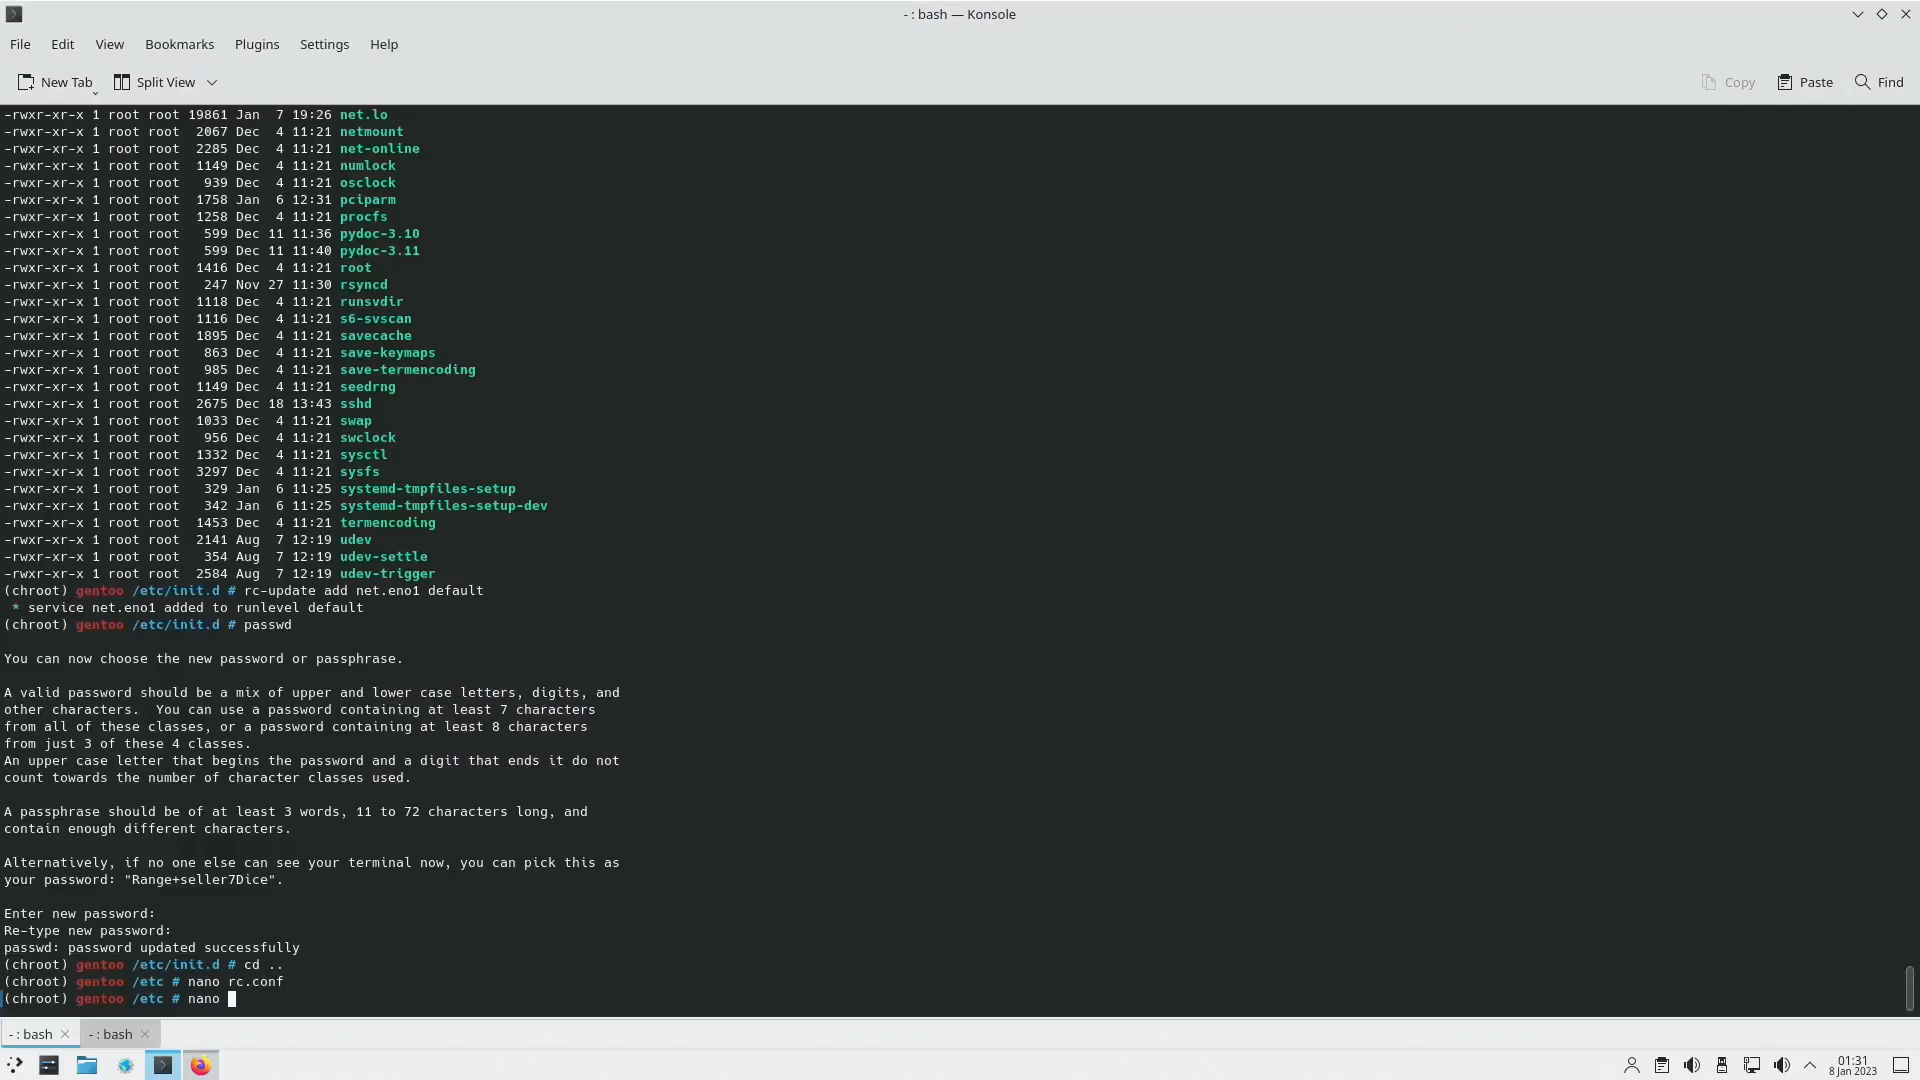 - : bash — Konsole
File Edit View Bookmarks Plugins Settings Help
New Tab Split View Copy Paste Find
-rwxr-xr-x 1 root root 19861 Jan  7 19:26 net.lo
-rwxr-xr-x 1 root root  2067 Dec  4 11:21 netmount
-rwxr-xr-x 1 root root  2285 Dec  4 11:21 net-online
-rwxr-xr-x 1 root root  1149 Dec  4 11:21 numlock
-rwxr-xr-x 1 root root   939 Dec  4 11:21 osclock
-rwxr-xr-x 1 root root  1758 Jan  6 12:31 pciparm
-rwxr-xr-x 1 root root  1258 Dec  4 11:21 procfs
-rwxr-xr-x 1 root root   599 Dec 11 11:36 pydoc-3.10
-rwxr-xr-x 1 root root   599 Dec 11 11:40 pydoc-3.11
-rwxr-xr-x 1 root root  1416 Dec  4 11:21 root
-rwxr-xr-x 1 root root   247 Nov 27 11:30 rsyncd
-rwxr-xr-x 1 root root  1118 Dec  4 11:21 runsvdir
-rwxr-xr-x 1 root root  1116 Dec  4 11:21 s6-svscan
-rwxr-xr-x 1 root root  1895 Dec  4 11:21 savecache
-rwxr-xr-x 1 root root   863 Dec  4 11:21 save-keymaps
-rwxr-xr-x 1 root root   985 Dec  4 11:21 save-termencoding
-rwxr-xr-x 1 root root  1149 Dec  4 11:21 seedrng
-rwxr-xr-x 1 root root  2675 Dec 18 13:43 sshd
-rwxr-xr-x 1 root root  1033 Dec  4 11:21 swap
-rwxr-xr-x 1 root root   956 Dec  4 11:21 swclock
-rwxr-xr-x 1 root root  1332 Dec  4 11:21 sysctl
-rwxr-xr-x 1 root root  3297 Dec  4 11:21 sysfs
-rwxr-xr-x 1 root root   329 Jan  6 11:25 systemd-tmpfiles-setup
-rwxr-xr-x 1 root root   342 Jan  6 11:25 systemd-tmpfiles-setup-dev
-rwxr-xr-x 1 root root  1453 Dec  4 11:21 termencoding
-rwxr-xr-x 1 root root  2141 Aug  7 12:19 udev
-rwxr-xr-x 1 root root   354 Aug  7 12:19 udev-settle
-rwxr-xr-x 1 root root  2584 Aug  7 12:19 udev-trigger
(chroot) gentoo /etc/init.d # rc-update add net.eno1 default
 * service net.eno1 added to runlevel default
(chroot) gentoo /etc/init.d # passwd
You can now choose the new password or passphrase.
A valid password should be a mix of upper and lower case letters, digits, and
other characters.  You can use a password containing at least 7 characters
from all of these classes, or a password containing at least 8 characters
from just 3 of these 4 classes.
An upper case letter that begins the password and a digit that ends it do not
count towards the number of character classes used.
A passphrase should be of at least 3 words, 11 to 72 characters long, and
contain enough different characters.
Alternatively, if no one else can see your terminal now, you can pick this as
your password: "Range+seller7Dice".
Enter new password:
Re-type new password:
passwd: password updated successfully
(chroot) gentoo /etc/init.d # cd ..
(chroot) gentoo /etc # nano rc.conf
(chroot) gentoo /etc # nano
- : bash - : bash
01:31
8 Jan 2023